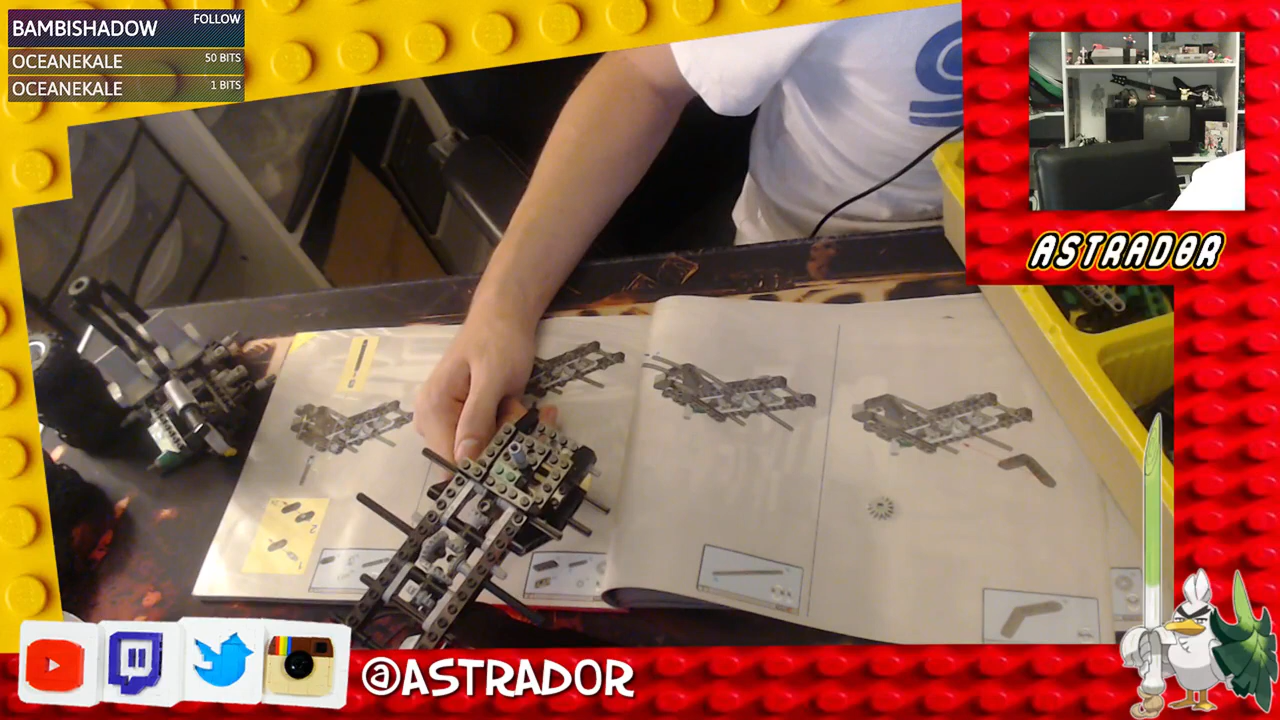 BAMBISHADOW FOLLOW
OCEANEKALE 50 BITS
OCEANEKALE 1 BITS
ASTRADOR
@ASTRADOR